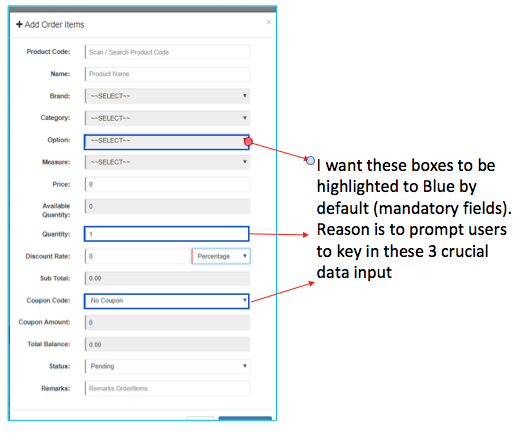 + Add Order Items ×
Product Code: Scan / Search Product Code
Name: Product Name
Brand: ~~SELECT~~
Category: ~~SELECT~~
Option: ~~SELECT~~
Measure: ~~SELECT~~
Price: 0
Available
Quantity: 0
Quantity: 1
Discount Rate: 0 Percentage
Sub Total: 0.00
Coupon Code: No Coupon
Coupon Amount: 0
Total Balance: 0.00
Status: Pending
Remarks: Remarks OrderItems
I want these boxes to be
highlighted to Blue by
default (mandatory fields).
Reason is to prompt users
to key in these 3 crucial
data input